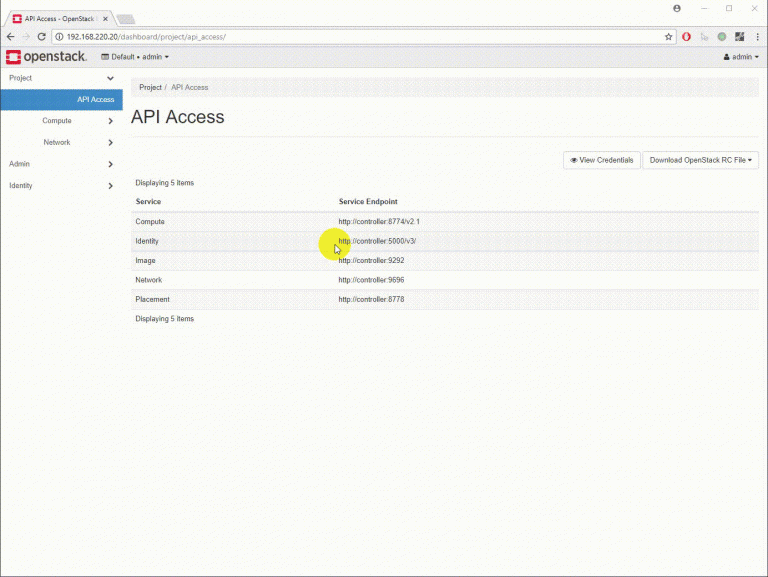 API Access - OpenStack
192.168.220.20/dashboard/project/api_access/
openstack.
Default • admin
admin
Project
API Access
Compute
Network
Admin
Identity
Project / API Access
API Access
View Credentials
Download OpenStack RC File
Displaying 5 items
Service Service Endpoint
Compute http://controller:8774/v2.1
Identity http://controller:5000/v3/
Image http://controller:9292
Network http://controller:9696
Placement http://controller:8778
Displaying 5 items